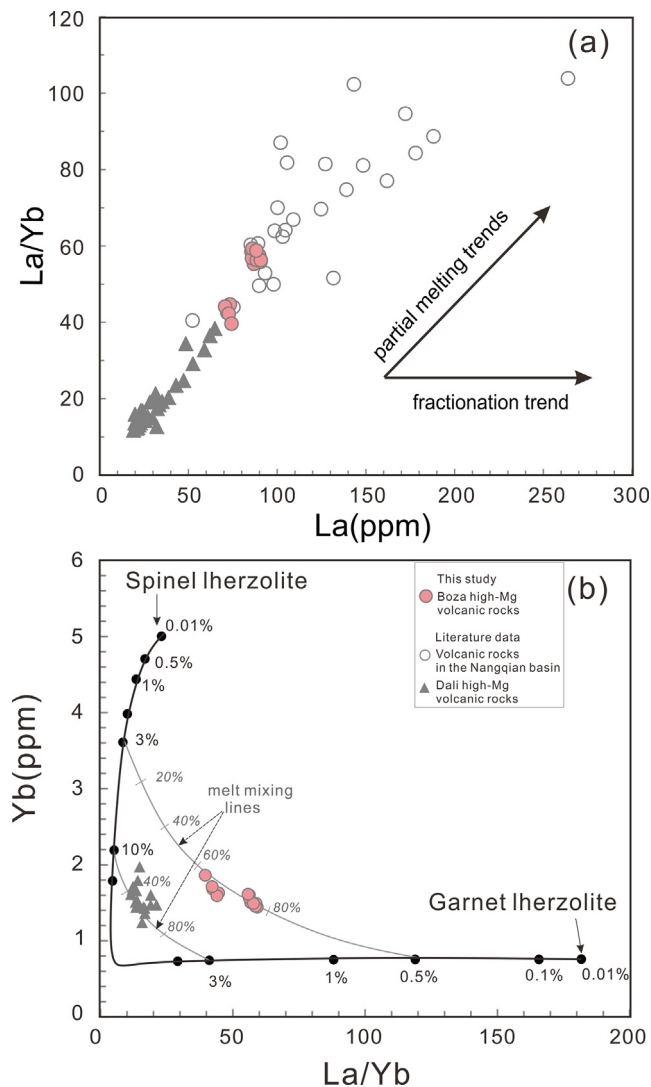 120
(a)
100
80
La/Yb
60
partial melting trends
40
fractionation trend
20
0
0 50 100 150 200 250 300
La(ppm)
6
Spinel lherzolite
This study
(b)
Boza high-Mg
volcanic rocks
Literature data
Volcanic rocks
in the Nangqian basin
Dali high-Mg
volcanic rocks
5
0.01%
0.5%
1%
4
3%
Yb(ppm)
3
20%
melt mixing
lines
40%
10%
60%
2
40%
80%
80%
Garnet lherzolite
1
3% 1% 0.5% 0.1% 0.01%
0
0 50 100 150 200
La/Yb